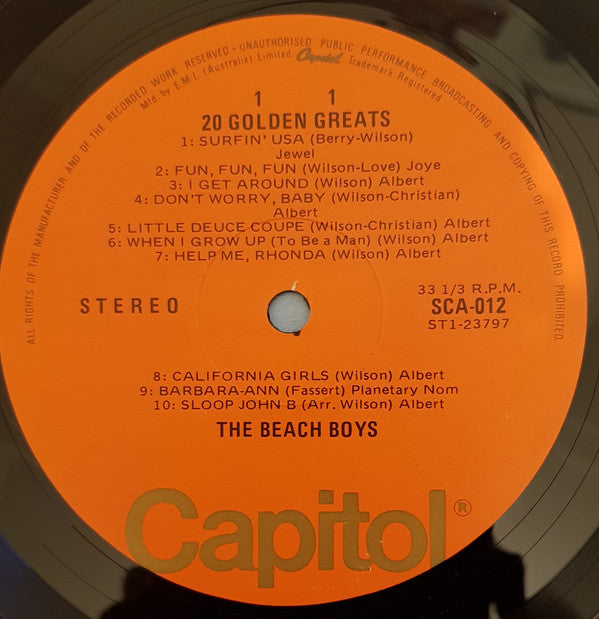 ALL RIGHTS OF THE MANUFACTURER AND OF THE RECORDED WORK RESERVED • UNAUTHORISED PUBLIC PERFORMANCE BROADCASTING AND COPYING OF THIS RECORD PROHIBITED
Mfd. by E.M.I. (Australia) Limited Capitol Trademark Registered
1 1
20 GOLDEN GREATS
1: SURFIN' USA (Berry-Wilson)
Jewel
2: FUN, FUN, FUN (Wilson-Love) Joye
3: I GET AROUND (Wilson) Albert
4: DON'T WORRY, BABY (Wilson-Christian)
Albert
5: LITTLE DEUCE COUPE (Wilson-Christian) Albert
6: WHEN I GROW UP (To Be a Man) (Wilson) Albert
7: HELP ME, RHONDA (Wilson) Albert
STEREO
33 1/3 R.P.M.
SCA-012
ST1-23797
8: CALIFORNIA GIRLS (Wilson) Albert
9: BARBARA-ANN (Fassert) Planetary Nom
10: SLOOP JOHN B (Arr. Wilson) Albert
THE BEACH BOYS
Capitol®